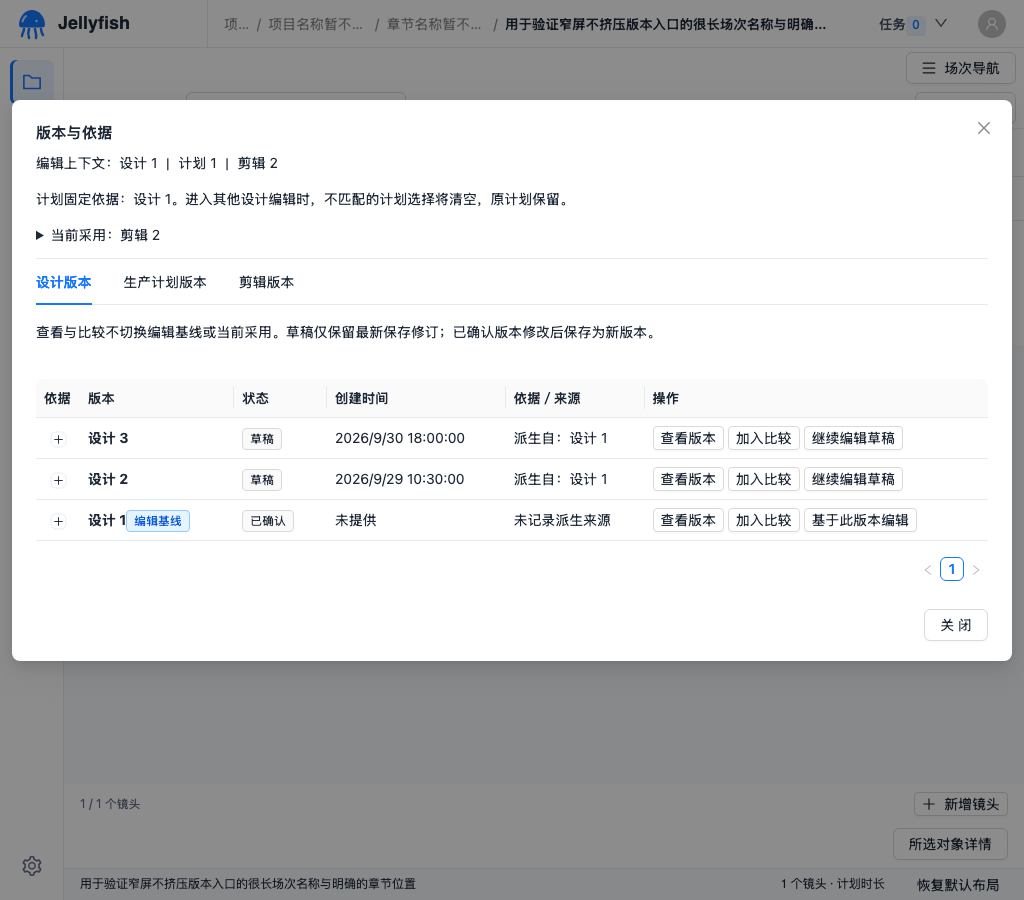 Jellyfish
项... / 项目名称暂不... / 章节名称暂不... / 用于验证窄屏不挤压版本入口的很长场次名称与明确... 任务 0
场次导航
版本与依据
编辑上下文：设计 1 | 计划 1 | 剪辑 2
计划固定依据：设计 1。进入其他设计编辑时，不匹配的计划选择将清空，原计划保留。
当前采用：剪辑 2
设计版本 生产计划版本 剪辑版本
查看与比较不切换编辑基线或当前采用。草稿仅保留最新保存修订；已确认版本修改后保存为新版本。
依据 版本 状态 创建时间 依据 / 来源 操作
设计 3 草稿 2026/9/30 18:00:00 派生自：设计 1 查看版本 加入比较 继续编辑草稿
设计 2 草稿 2026/9/29 10:30:00 派生自：设计 1 查看版本 加入比较 继续编辑草稿
设计 1 编辑基线 已确认 未提供 未记录派生来源 查看版本 加入比较 基于此版本编辑
1
关 闭
1 / 1 个镜头 新增镜头
所选对象详情
用于验证窄屏不挤压版本入口的很长场次名称与明确的章节位置 1 个镜头 · 计划时长 恢复默认布局